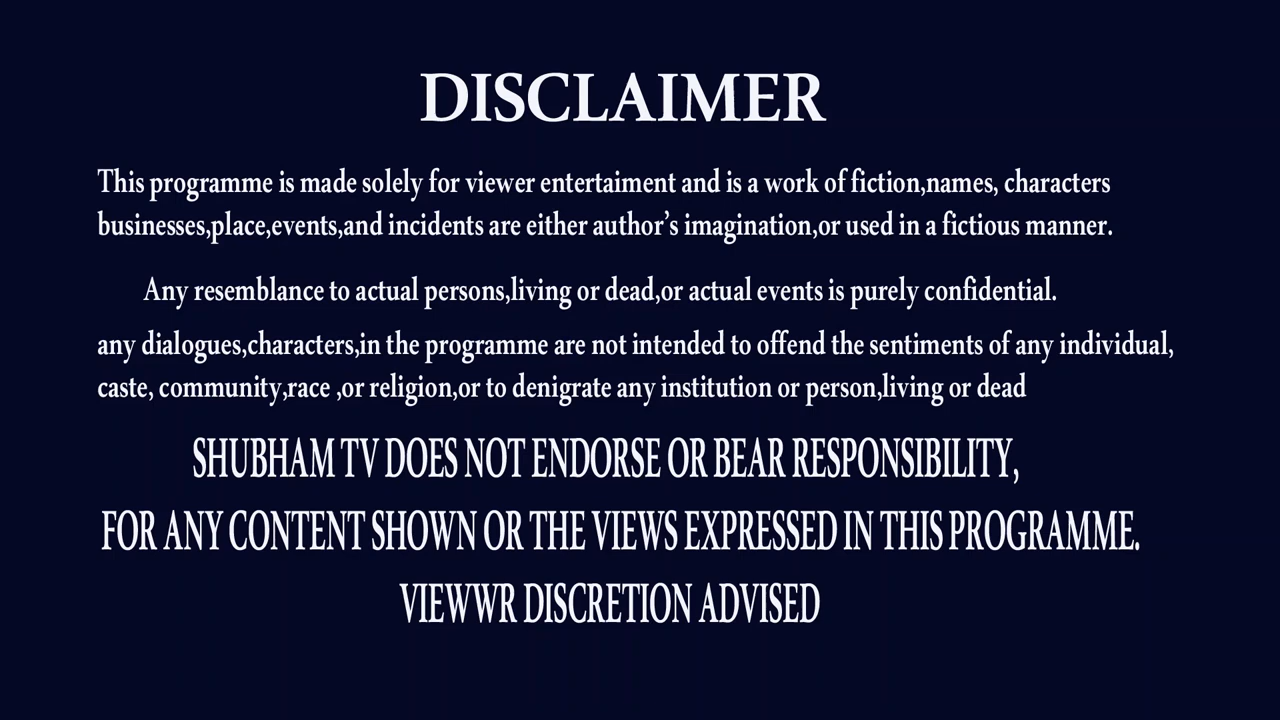 DISCLAIMER
This programme is made solely for viewer entertaiment and is a work of fiction,names, characters
businesses,place,events,and incidents are either author’s imagination,or used in a fictious manner.
Any resemblance to actual persons,living or dead,or actual events is purely confidential.
any dialogues,characters,in the programme are not intended to offend the sentiments of any individual,
caste, community,race ,or religion,or to denigrate any institution or person,living or dead
SHUBHAM TV DOES NOT ENDORSE OR BEAR RESPONSIBILITY,
FOR ANY CONTENT SHOWN OR THE VIEWS EXPRESSED IN THIS PROGRAMME.
VIEWWR DISCRETION ADVISED